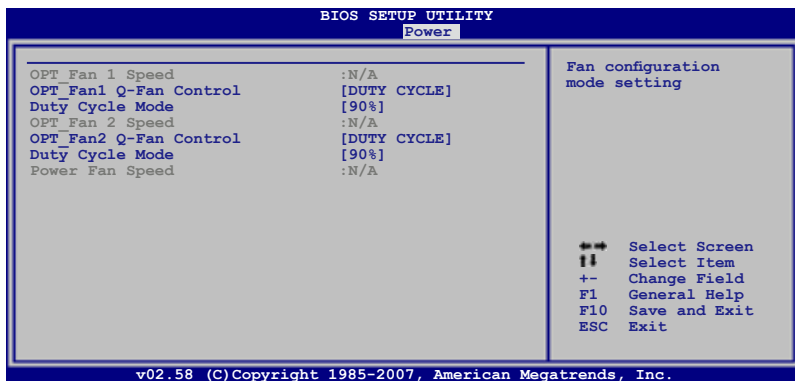 BIOS SETUP UTILITY
Power
OPT_Fan 1 Speed :N/A
OPT_Fan1 Q-Fan Control [DUTY CYCLE]
Duty Cycle Mode [90%]
OPT_Fan 2 Speed :N/A
OPT_Fan2 Q-Fan Control [DUTY CYCLE]
Duty Cycle Mode [90%]
Power Fan Speed :N/A
Fan configuration
mode setting
←→ Select Screen
↑↓ Select Item
+- Change Field
F1 General Help
F10 Save and Exit
ESC Exit
v02.58 (C)Copyright 1985-2007, American Megatrends, Inc.